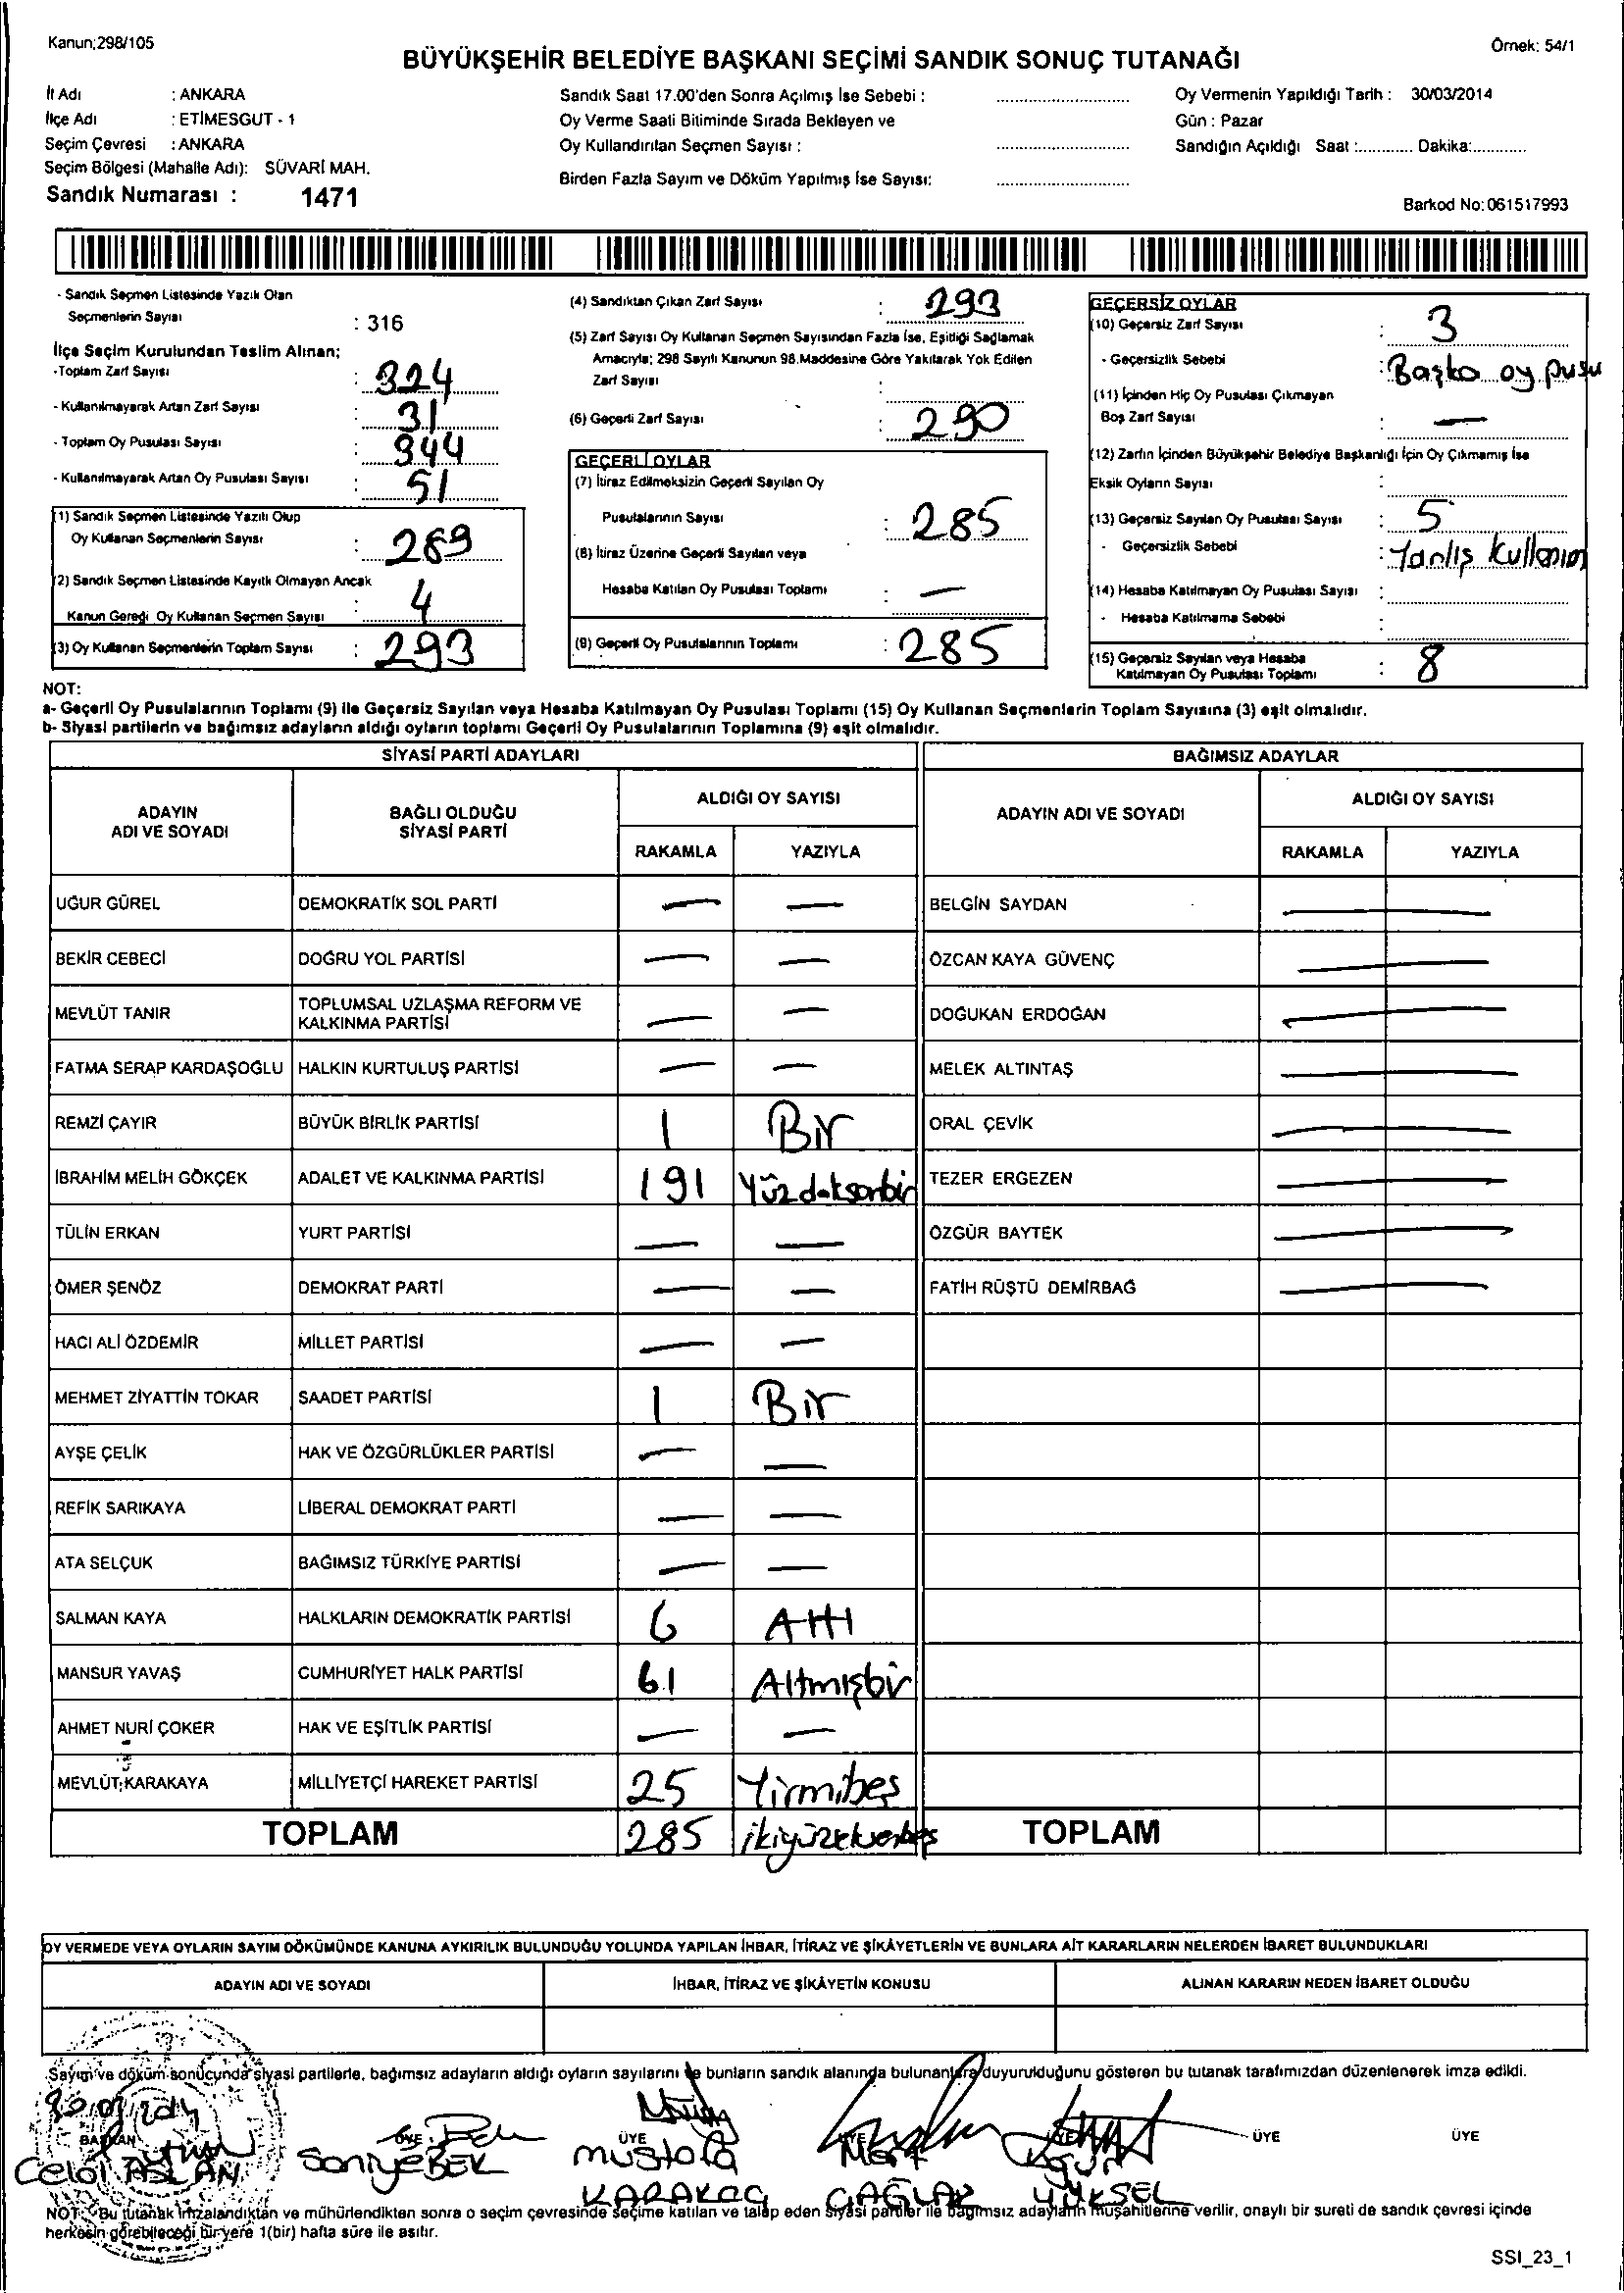 Kanun;298/105
Örnek: 54/1
BÜYÜKŞEHİR BELEDİYE BAŞKANI SEÇİMİ SANDIK SONUÇ TUTANAĞI
İl Adı : ANKARA
İlçe Adı : ETİMESGUT - 1
Seçim Çevresi : ANKARA
Seçim Bölgesi (Mahalle Adı): SÜVARİ MAH.
Sandık Numarası : 1471
Sandık Saat 17.00'den Sonra Açılmış İse Sebebi :
Oy Verme Saati Bitiminde Sırada Bekleyen ve
Oy Kullandırılan Seçmen Sayısı :
Birden Fazla Sayım ve Döküm Yapılmış İse Sayısı:
Oy Vermenin Yapıldığı Tarih : 30/03/2014
Gün : Pazar
Sandığın Açıldığı Saat :............ Dakika:............
Barkod No:061517993
- Sandık Seçmen Listesinde Yazılı Olan
Seçmenlerin Sayısı : 316
İlçe Seçim Kurulundan Teslim Alınan;
-Toplam Zarf Sayısı : 324
- Kullanılmayarak Artan Zarf Sayısı : 31
- Toplam Oy Pusulası Sayısı : 344
- Kullanılmayarak Artan Oy Pusulası Sayısı : 51
(1) Sandık Seçmen Listesinde Yazılı Olup
Oy Kullanan Seçmenlerin Sayısı : 289
(2) Sandık Seçmen Listesinde Kayıtlı Olmayan Ancak
Kanun Gereği Oy Kullanan Seçmen Sayısı : 4
(3) Oy Kullanan Seçmenlerin Toplam Sayısı : 293
(4) Sandıktan Çıkan Zarf Sayısı : 293
(5) Zarf Sayısı Oy Kullanan Seçmen Sayısından Fazla İse, Eşitliği Sağlamak
Amacıyla; 298 Sayılı Kanunun 98.Maddesine Göre Yakılarak Yok Edilen
Zarf Sayısı :
(6) Geçerli Zarf Sayısı : 290
GEÇERLİ OYLAR
(7) İtiraz Edilmeksizin Geçerli Sayılan Oy
Pusulalarının Sayısı : 285
(8) İtiraz Üzerine Geçerli Sayılan veya
Hesaba Katılan Oy Pusulası Toplamı : —
(9) Geçerli Oy Pusulalarının Toplamı : 285
GEÇERSİZ OYLAR
(10) Geçersiz Zarf Sayısı : 3
- Geçersizlik Sebebi : Başka oy pusu
(11) İçinden Hiç Oy Pusulası Çıkmayan
Boş Zarf Sayısı : —
(12) Zarfın İçinden Büyükşehir Belediye Başkanlığı İçin Oy Çıkmamış İse
Eksik Oyların Sayısı :
(13) Geçersiz Sayılan Oy Pusulası Sayısı : 5
- Geçersizlik Sebebi : Yanlış kullanım
(14) Hesaba Katılmayan Oy Pusulası Sayısı :
- Hesaba Katılmama Sebebi :
(15) Geçersiz Sayılan veya Hesaba
Katılmayan Oy Pusulası Toplamı : 8
NOT:
a- Geçerli Oy Pusulalarının Toplamı (9) ile Geçersiz Sayılan veya Hesaba Katılmayan Oy Pusulası Toplamı (15) Oy Kullanan Seçmenlerin Toplam Sayısına (3) eşit olmalıdır.
b- Siyasi partilerin ve bağımsız adayların aldığı oyların toplamı Geçerli Oy Pusulalarının Toplamına (9) eşit olmalıdır.
SİYASİ PARTİ ADAYLARI
BAĞIMSIZ ADAYLAR
ADAYIN ADI VE SOYADI
BAĞLI OLDUĞU SİYASİ PARTİ
ALDIĞI OY SAYISI
RAKAMLA YAZIYLA
ADAYIN ADI VE SOYADI
ALDIĞI OY SAYISI
RAKAMLA YAZIYLA
UĞUR GÜREL DEMOKRATİK SOL PARTİ — — BELGİN SAYDAN —
BEKİR CEBECİ DOĞRU YOL PARTİSİ — — ÖZCAN KAYA GÜVENÇ —
MEVLÜT TANIR TOPLUMSAL UZLAŞMA REFORM VE KALKINMA PARTİSİ — — DOĞUKAN ERDOĞAN —
FATMA SERAP KARDAŞOĞLU HALKIN KURTULUŞ PARTİSİ — — MELEK ALTINTAŞ —
REMZİ ÇAYIR BÜYÜK BİRLİK PARTİSİ 1 Bir ORAL ÇEVİK —
İBRAHİM MELİH GÖKÇEK ADALET VE KALKINMA PARTİSİ 191 Yüzdoksanbir TEZER ERGEZEN —
TÜLİN ERKAN YURT PARTİSİ — — ÖZGÜR BAYTEK —
ÖMER ŞENÖZ DEMOKRAT PARTİ — — FATİH RÜŞTÜ DEMİRBAĞ —
HACI ALİ ÖZDEMİR MİLLET PARTİSİ — —
MEHMET ZİYATTİN TOKAR SAADET PARTİSİ 1 Bir
AYŞE ÇELİK HAK VE ÖZGÜRLÜKLER PARTİSİ — —
REFİK SARIKAYA LİBERAL DEMOKRAT PARTİ — —
ATA SELÇUK BAĞIMSIZ TÜRKİYE PARTİSİ — —
SALMAN KAYA HALKLARIN DEMOKRATİK PARTİSİ 6 Altı
MANSUR YAVAŞ CUMHURİYET HALK PARTİSİ 61 Altmışbir
AHMET NURİ ÇOKER HAK VE EŞİTLİK PARTİSİ — —
MEVLÜT KARAKAYA MİLLİYETÇİ HAREKET PARTİSİ 25 Yirmibeş
TOPLAM 285 ikiyüzseksenbeş TOPLAM
OY VERMEDE VEYA OYLARIN SAYIM DÖKÜMÜNDE KANUNA AYKIRILIK BULUNDUĞU YOLUNDA YAPILAN İHBAR, İTİRAZ VE ŞİKÂYETLERİN VE BUNLARA AİT KARARLARIN NELERDEN İBARET BULUNDUKLARI
ADAYIN ADI VE SOYADI İHBAR, İTİRAZ VE ŞİKÂYETİN KONUSU ALINAN KARARIN NEDEN İBARET OLDUĞU
Sayım ve döküm sonucunda siyasi partilerle, bağımsız adayların aldığı oyların sayılarını ve bunların sandık alanında bulunanlara duyurulduğunu gösteren bu tutanak tarafımızdan düzenlenerek imza edildi.
30/03/2014
BAŞKAN ÜYE ÜYE ÜYE ÜYE ÜYE ÜYE
Celal ASLAN Saniye BEK Mustafa KARAKOÇ Mert ÇAĞLAR YÜKSEL
NOT: Bu tutanak imzalandıktan ve mühürlendikten sonra o seçim çevresinde seçime katılan ve talep eden siyasi partiler ile bağımsız adayların müşahitlerine verilir, onaylı bir sureti de sandık çevresi içinde
herkesin görebileceği bir yere 1(bir) hafta süre ile asılır.
SSI_23_1